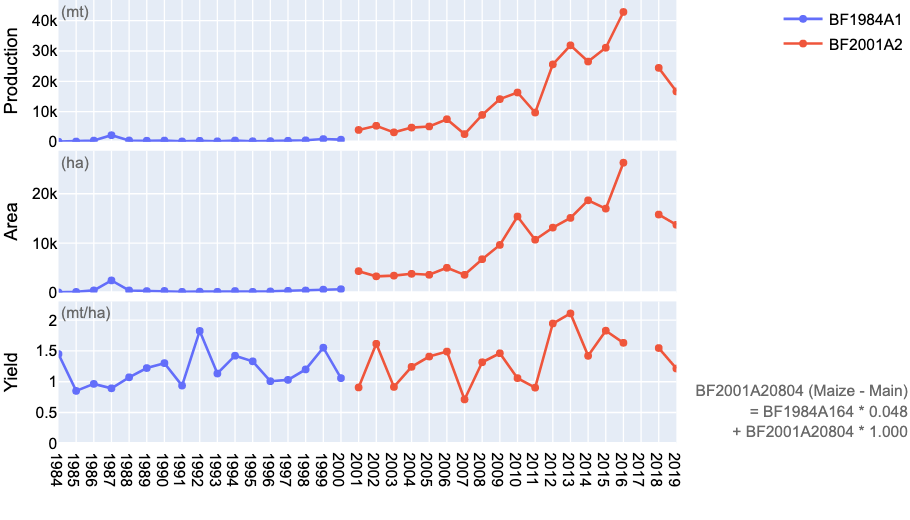 (mt)
Production
40k
30k
20k
10k
0
(ha)
Area
20k
10k
0
(mt/ha)
Yield
2
1.5
1
0.5
0
1984
1985
1986
1987
1988
1989
1990
1991
1992
1993
1994
1995
1996
1997
1998
1999
2000
2001
2002
2003
2004
2005
2006
2007
2008
2009
2010
2011
2012
2013
2014
2015
2016
2017
2018
2019
BF1984A1
BF2001A2
BF2001A20804 (Maize - Main)
= BF1984A164 * 0.048
+ BF2001A20804 * 1.000